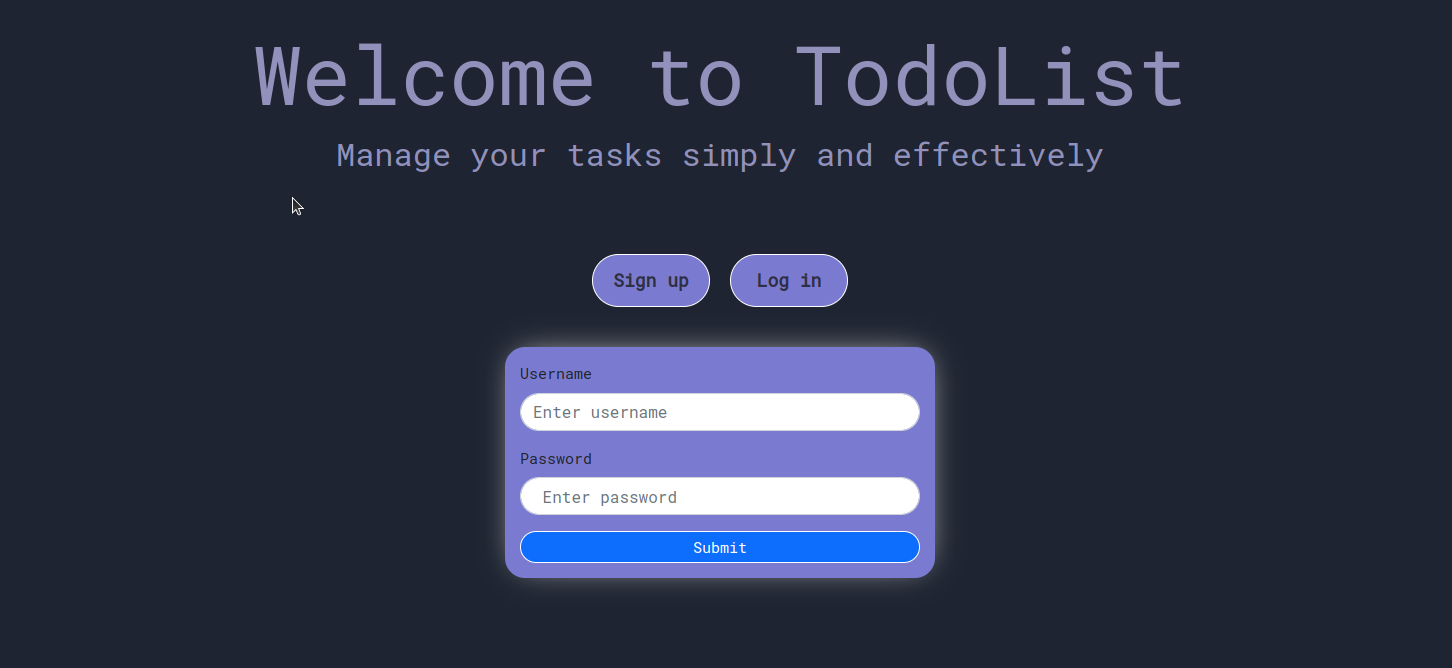 Welcome to TodoList
Manage your tasks simply and effectively
Sign up Log in
Username
Enter username
Password
Enter password
Submit